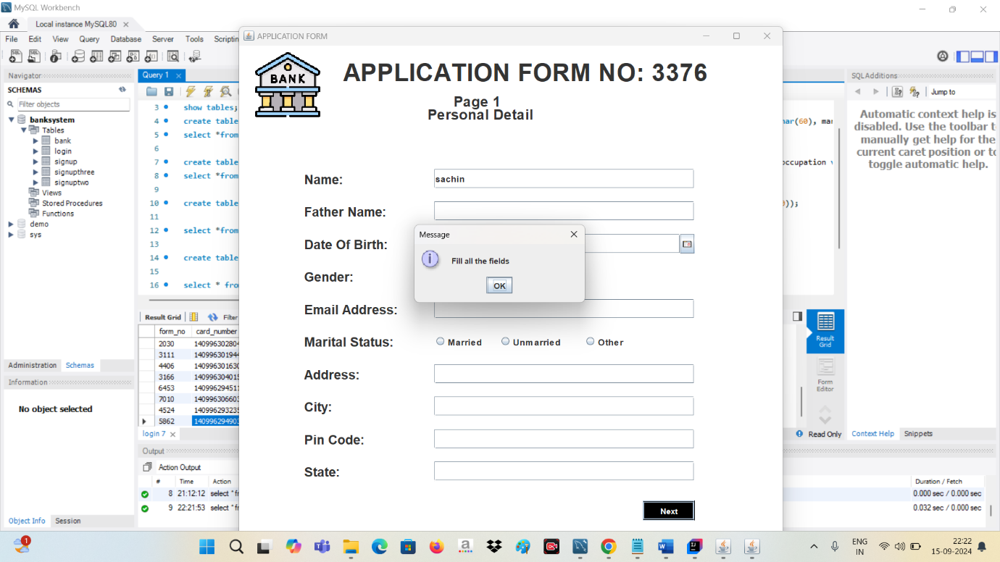 MySQL Workbench
Local instance MySQL80
File Edit View Query Database Server Tools Scriptin
Navigator
SCHEMAS
Filter objects
banksystem
Tables
bank
login
signup
signupthree
signuptwo
Views
Stored Procedures
Functions
demo
sys
Administration Schemas
Information
No object selected
Object Info Session
Query 1
3 show tables;
4 create table
5 select *from
6
7 create table
8 select *from
9
10 create table
11
12 select *from
13
14 create table
15
16 select * from
har(60), mar
occupation v
0));
Result Grid Filter
form_no card_number
2030 140996302804
3111 140996301944
4406 140996301630
3166 140996304015
6453 140996294511
7010 140996306603
4524 140996293235
5862 140996294903
login 7
Output
Action Output
# Time Action
8 21:12:12 select *fr
9 22:21:53 select *fr
Duration / Fetch
0.000 sec / 0.000 sec
0.032 sec / 0.000 sec
APPLICATION FORM
BANK
APPLICATION FORM NO: 3376
Page 1
Personal Detail
Name: sachin
Father Name:
Date Of Birth:
Gender:
Email Address:
Marital Status: Married Unmarried Other
Address:
City:
Pin Code:
State:
Next
Message
Fill all the fields
OK
Result
Grid
Form
Editor
Read Only
SQLAdditions
Jump to
Automatic context help is
disabled. Use the toolbar t
manually get help for the
current caret position or to
toggle automatic help.
Context Help Snippets
1
ENG
IN
22:22
15-09-2024